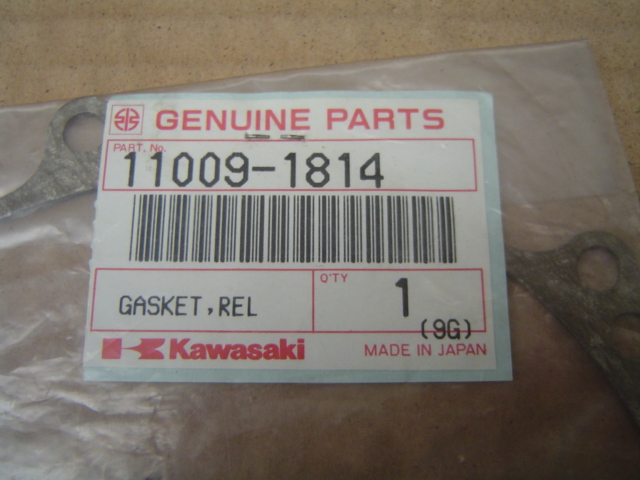 GENUINE PARTS
PART. No.
11009-1814
GASKET, REL
Q'TY
1
(9G)
Kawasaki
MADE IN JAPAN